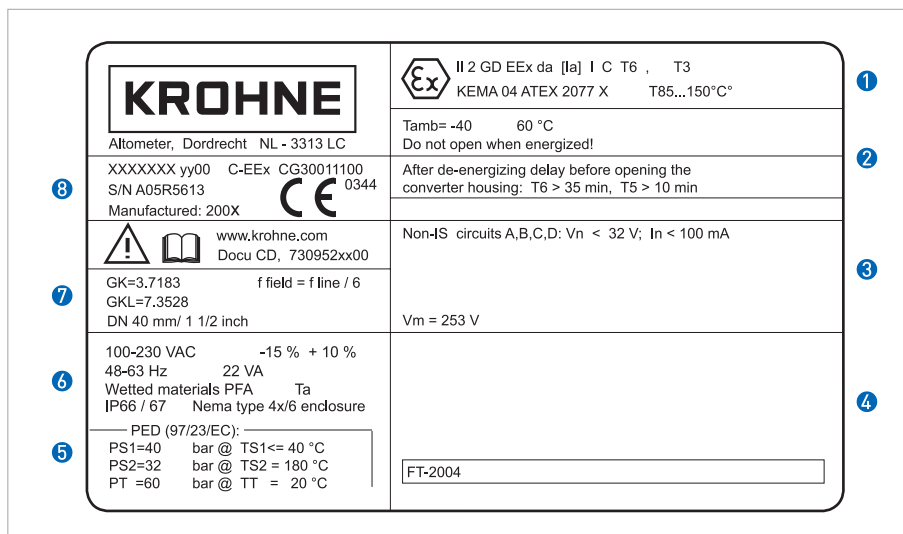 KROHNE
Altometer, Dordrecht NL - 3313 LC
8
XXXXXXX yy00 C-EEx CG30011100
S/N A05R5613
Manufactured: 200X
CE 0344
www.krohne.com
Docu CD, 730952xx00
7
GK=3.7183 f field = f line / 6
GKL=7.3528
DN 40 mm/ 1 1/2 inch
6
100-230 VAC -15 % + 10 %
48-63 Hz 22 VA
Wetted materials PFA Ta
IP66 / 67 Nema type 4x/6 enclosure
5
PED (97/23/EC):
PS1=40 bar @ TS1<= 40 °C
PS2=32 bar @ TS2 = 180 °C
PT =60 bar @ TT = 20 °C
Ex
II 2 GD EEx da [Ia] I C T6 , T3
KEMA 04 ATEX 2077 X T85...150°C°
1
Tamb= -40 60 °C
Do not open when energized!
2
After de-energizing delay before opening the
converter housing: T6 > 35 min, T5 > 10 min
Non-IS circuits A,B,C,D: Vn < 32 V; In < 100 mA
3
Vm = 253 V
4
FT-2004